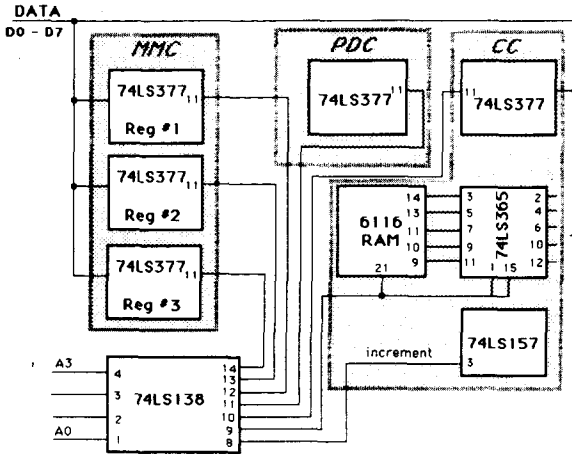 DATA
D0 - D7
MMC
PDC
CC
74LS377
11
Reg #1
74LS377
11
74LS377
11
74LS377
11
Reg #2
74LS377
11
Reg #3
6116
RAM
14
13
11
10
9
21
3
5
7
9
11
74LS365
1 15
2
4
6
10
12
74LS157
3
increment
A3
A0
4
3
2
1
74LS138
14
13
12
11
10
9
8